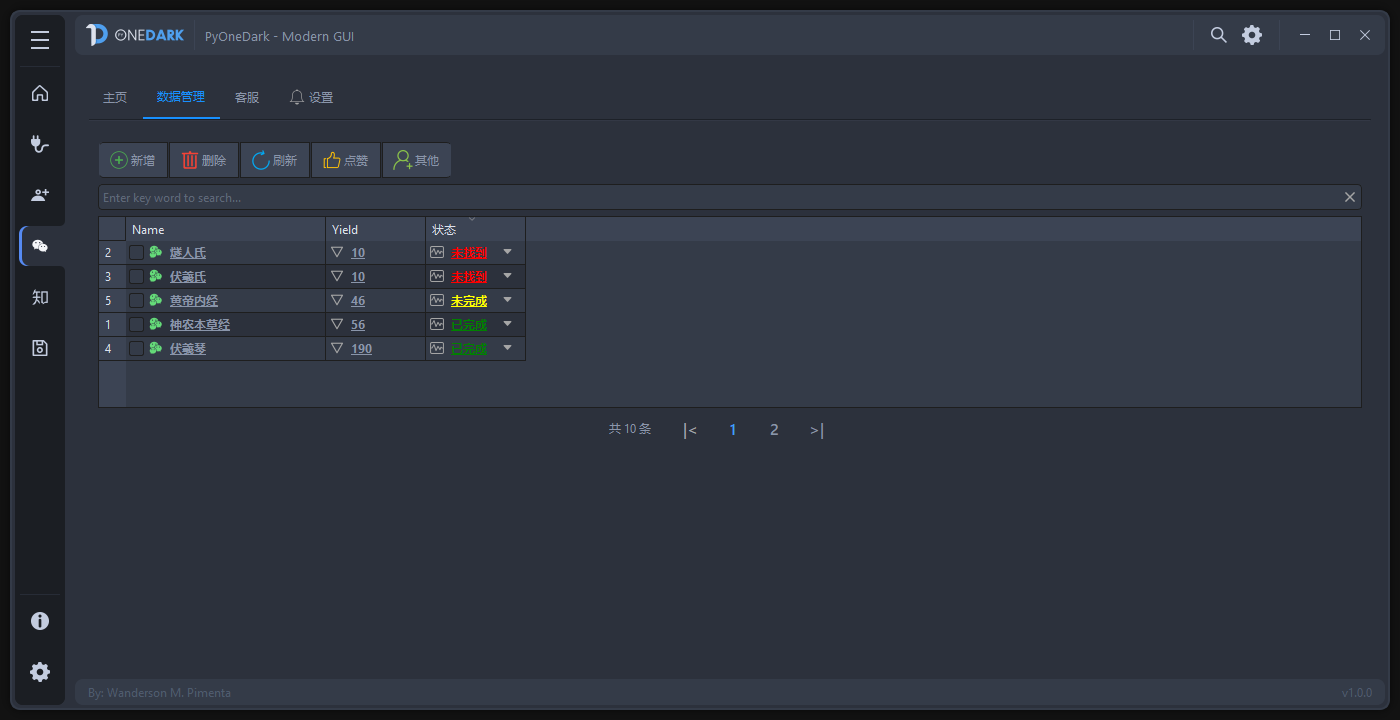 PYONEDARK
PyOneDark - Modern GUI
主页 数据管理 客服 设置
新增 删除 刷新 点赞 其他
Enter key word to search...
Name Yield 状态
2 燧人氏 10 未找到
3 伏羲氏 10 未找到
5 黄帝内经 46 未完成
1 神农本草经 56 已完成
4 伏羲琴 190 已完成
知
共 10 条 |< 1 2 >|
By: Wanderson M. Pimenta
v1.0.0